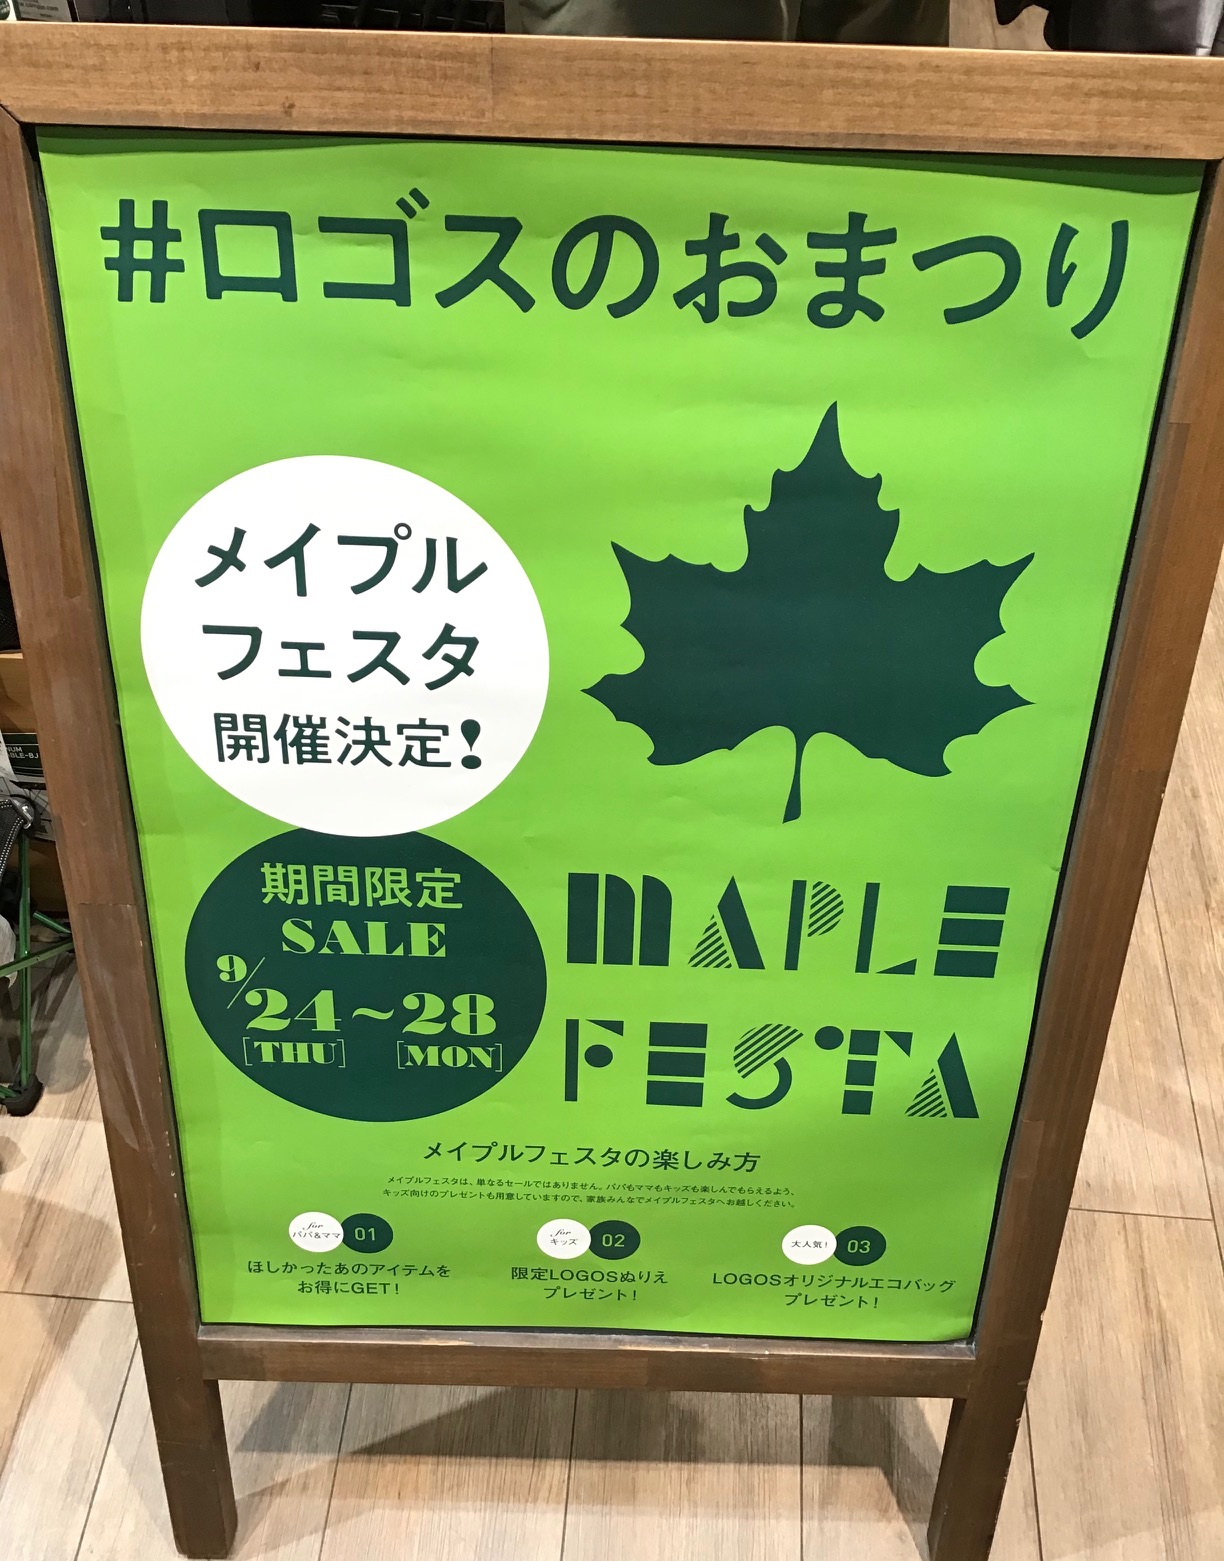 #ロゴスのおまつり
メイプル
フェスタ
開催決定!
期間限定
SALE
9/24~28
[THU] [MON]
MAPLE
FESTA
メイプルフェスタの楽しみ方
メイプルフェスタは、単なるセールではありません。パパもママもキッズも楽しんでもらえるよう、
キッズ向けのプレゼントも用意していますので、家族みんなでメイプルフェスタへお越しください。
for
パパ&ママ
01
ほしかったあのアイテムを
お得にGET!
for
キッズ
02
限定LOGOSぬりえ
プレゼント!
大人気!
03
LOGOSオリジナルエコバッグ
プレゼント!